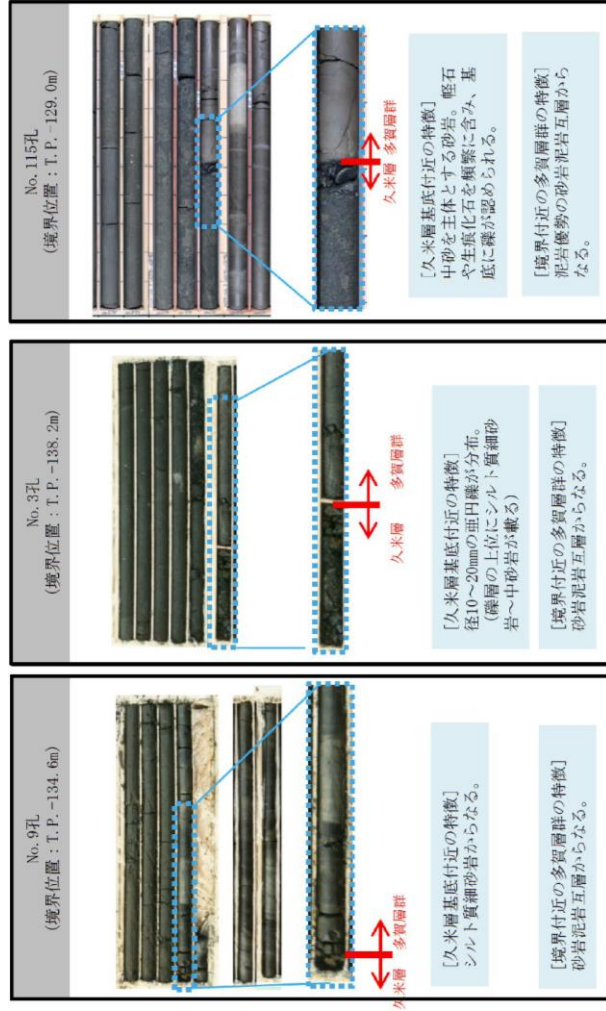 No. 9孔
(境界位置：T.P.-134.6m)
久米層 多賀層群
[久米層基底付近の特徴]
シルト質細砂岩からなる。
[境界付近の多賀層群の特徴]
砂岩泥岩互層からなる。
No. 3孔
(境界位置：T.P.-138.2m)
久米層 多賀層群
[久米層基底付近の特徴]
径10～20mmの亜円礫が分布。
(礫層の上位にシルト質細砂
岩～中砂岩が載る)
[境界付近の多賀層群の特徴]
砂岩泥岩互層からなる。
No. 115孔
(境界位置：T.P.-129.0m)
久米層 多賀層群
[久米層基底付近の特徴]
中砂を主体とする砂岩。軽石
や生痕化石を頻繁に含み、基
底に礫が認められる。
[境界付近の多賀層群の特徴]
泥岩優勢の砂岩泥岩互層から
なる。